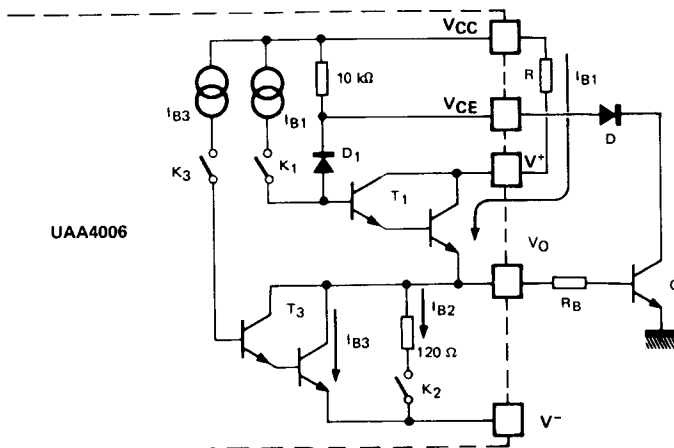 VCC
R
IB1
10 kΩ
IB3
IB1
VCE
D
D1
K3
K1
V+
T1
UAA4006
VO
T3
IB2
RB
IB3
120 Ω
K2
V−